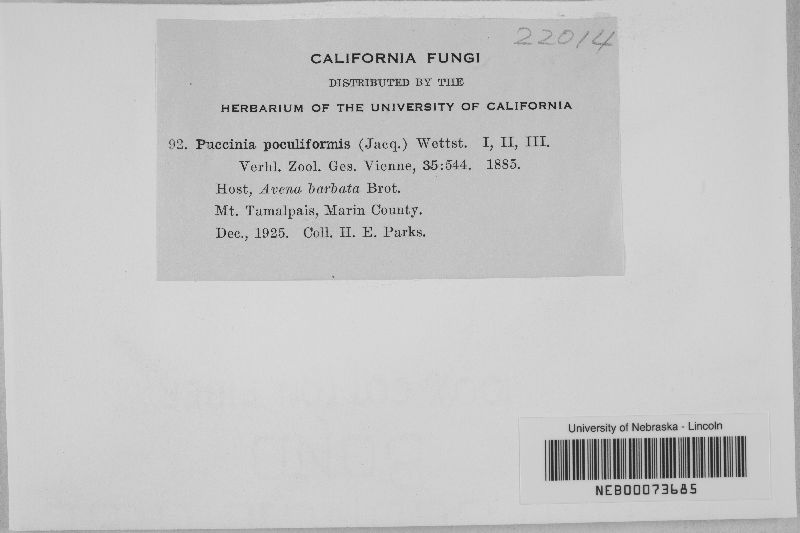 22014
CALIFORNIA FUNGI
DISTRIBUTED BY THE
HERBARIUM OF THE UNIVERSITY OF CALIFORNIA
92. Puccinia poculiformis (Jacq.) Wettst. I, II, III.
Verhl. Zool. Ges. Vienne, 35:544. 1885.
Host, Avena barbata Brot.
Mt. Tamalpais, Marin County.
Dec., 1925. Coll. H. E. Parks.
University of Nebraska - Lincoln
NEB00073685